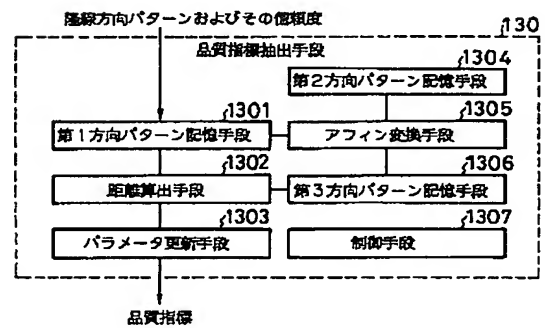 隆線方向パターンおよびその信頼度
130
品質指標抽出手段
1304
第2方向パターン記憶手段
1301
1305
第1方向パターン記憶手段
アフィン変換手段
1302
1306
距離算出手段
第3方向パターン記憶手段
1303
1307
パラメータ更新手段
制御手段
品質指標